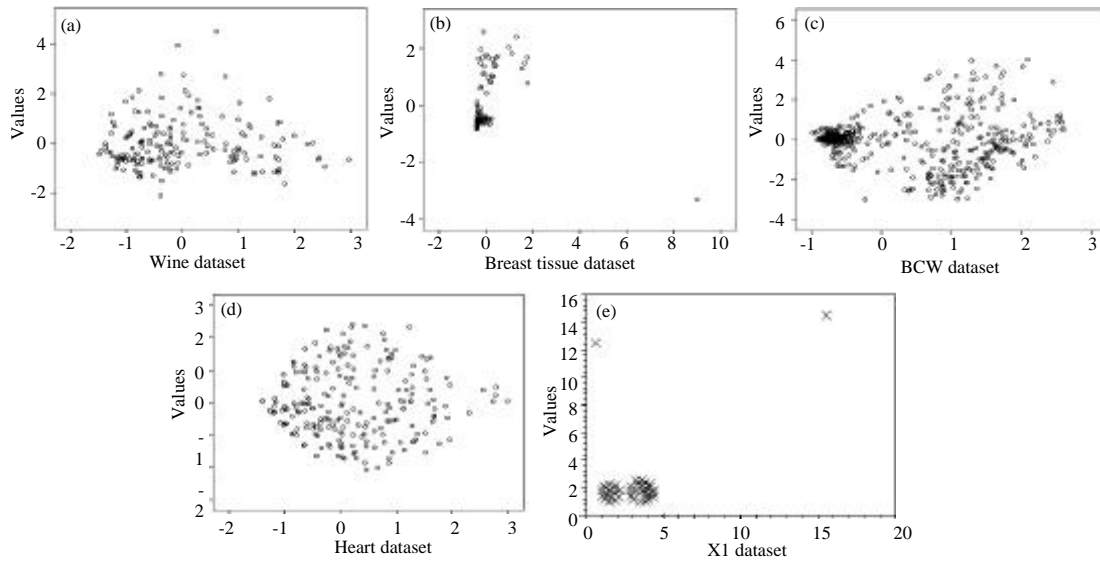 (a)
Values
4
2
0
-2
-2 -1 0 1 2 3
Wine dataset
(b)
Values
2
0
-2
-4
-2 0 2 4 6 8 10
Breast tissue dataset
(c)
Values
6
4
2
0
-2
-4
-1 0 1 2 3
BCW dataset
(d)
Values
3
2
0
0
-
1
-
2
-2 -1 0 1 2 3
Heart dataset
(e)
Values
16
14
12
10
8
6
4
2
0
0 5 10 15 20
X1 dataset